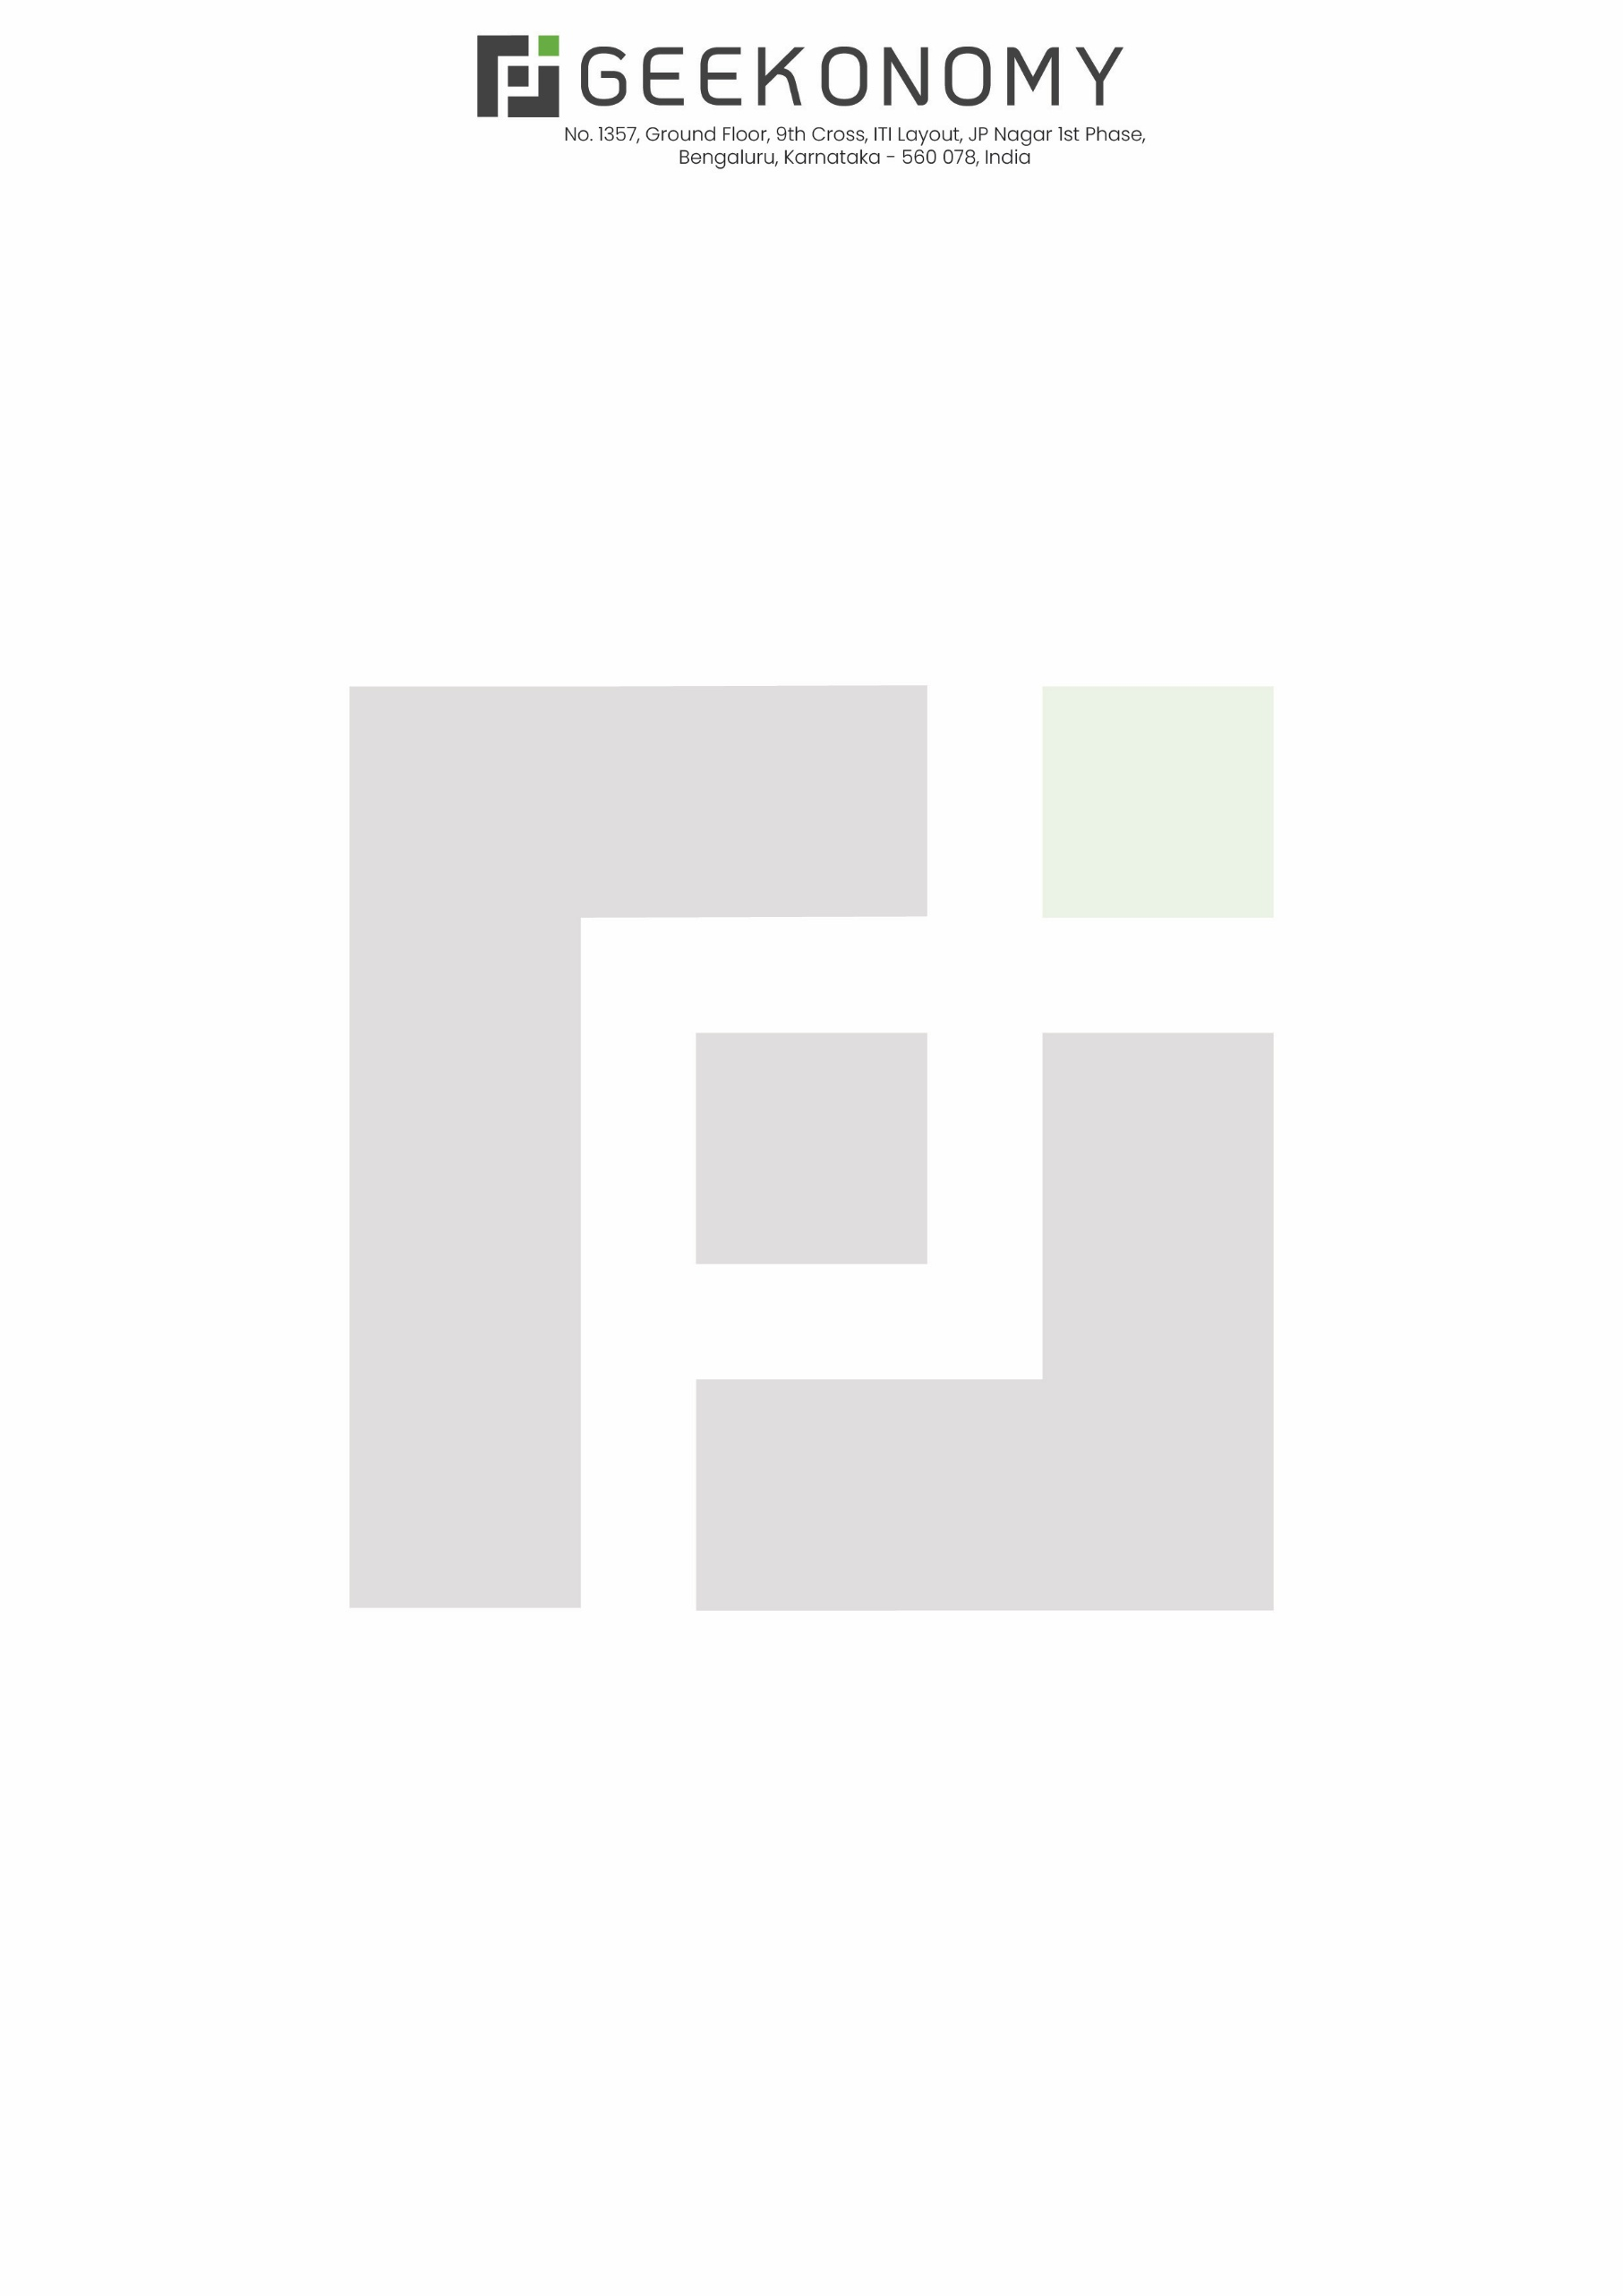 GEEKONOMY
No. 1357, Ground Floor, 9th Cross, ITI Layout, JP Nagar 1st Phase,
Bengaluru, Karnataka - 560 078, India